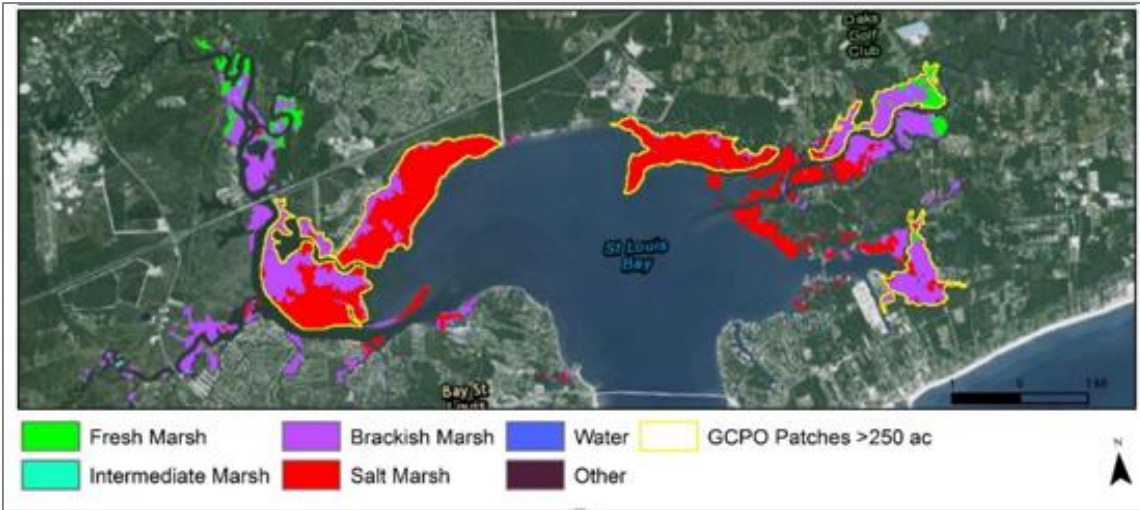 Oaks
Golf
Club
St Louis
Bay
Bay St
Louis
1 0 1 Mi
Fresh Marsh
Brackish Marsh
Water
GCPO Patches >250 ac
N
Intermediate Marsh
Salt Marsh
Other